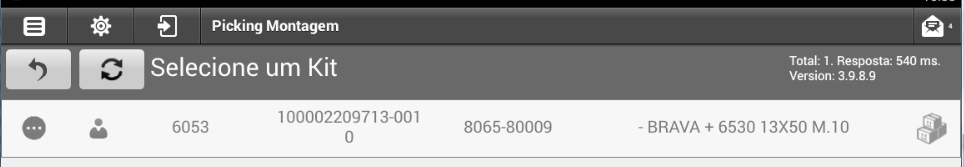 Picking Montagem
4
Selecione um Kit
Total: 1. Resposta: 540 ms.
Version: 3.9.8.9
6053
100002209713-001
0
8065-80009
- BRAVA + 6530 13X50 M.10